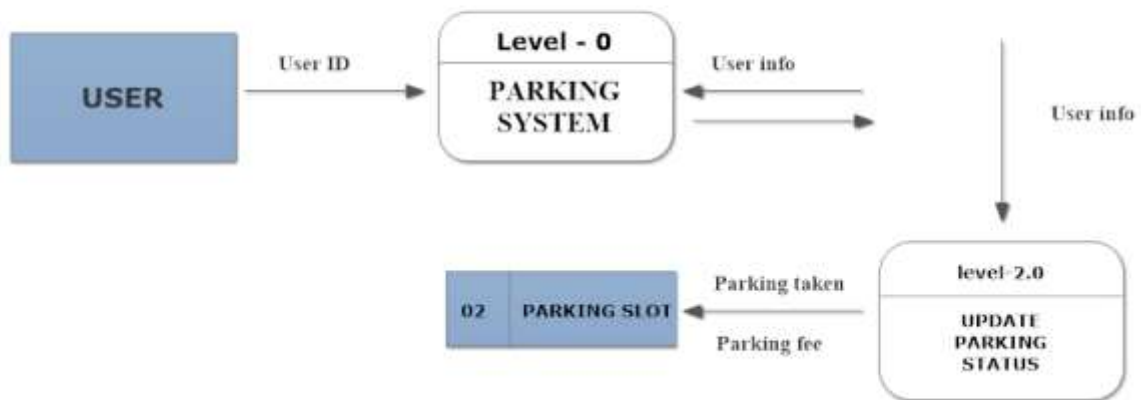 USER
User ID
Level - 0
PARKING
SYSTEM
User info
User info
02 PARKING SLOT
Parking taken
Parking fee
level-2.0
UPDATE
PARKING
STATUS